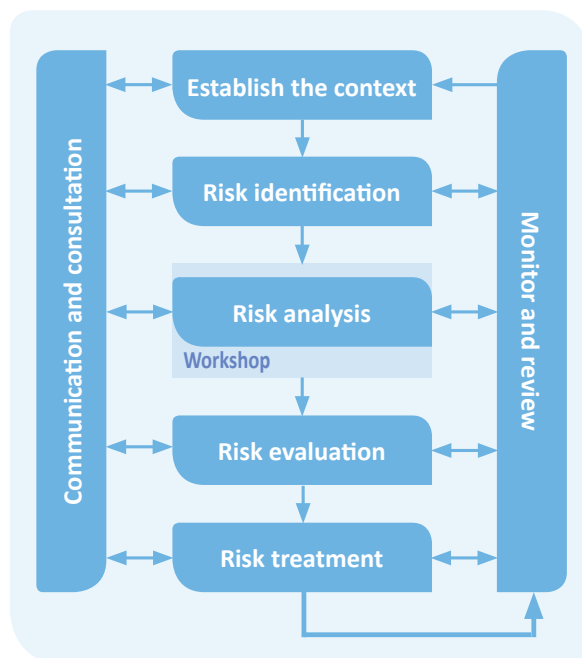 Communication and consultation
Establish the context
Risk identification
Risk analysis
Workshop
Risk evaluation
Risk treatment
Monitor and review